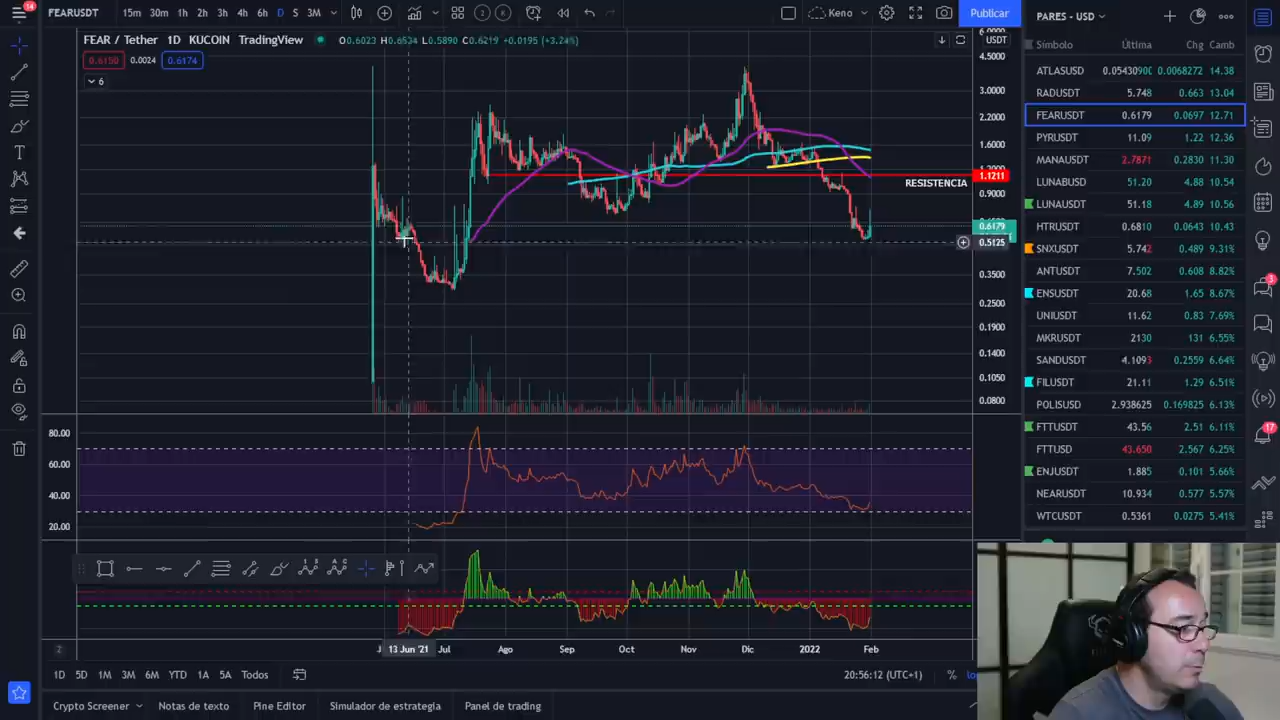 14
FEARUSDT
15m 30m 1h 2h 3h 4h 6h D S 3M
2
K
Keno
Publicar
PARES - USD
FEAR / Tether 1D KUCOIN TradingView
O0.6023 H0.6534 L0.5890 C0.6219 +0.0195 (+3.24%)
USDT
0.6150 0.0024 0.6174
6
Símbolo Última Chg Camb
ATLASUSD 0.0543090 0.0068272 14.38
RADUSDT 5.748 0.663 13.04
FEARUSDT 0.6179 0.0697 12.71
PYRUSDT 11.09 1.22 12.36
MANAUSDT 2.7871 0.2830 11.30
LUNABUSD 51.20 4.88 10.54
LUNAUSDT 51.18 4.89 10.56
HTRUSDT 0.6810 0.0643 10.43
SNXUSDT 5.742 0.489 9.31%
ANTUSDT 7.502 0.608 8.82%
ENSUSDT 20.68 1.65 8.67%
UNIUSDT 11.62 0.83 7.69%
MKRUSDT 2130 131 6.55%
SANDUSDT 4.1093 0.2559 6.64%
FILUSDT 21.11 1.29 6.51%
POLISUSD 2.938625 0.169825 6.13%
FTTUSDT 43.56 2.51 6.11%
FTTUSD 43.650 2.567 6.25%
ENJUSDT 1.885 0.101 5.66%
NEARUSDT 10.934 0.577 5.57%
WTCUSDT 0.5361 0.0275 5.41%
3
17
4.5000
3.0000
2.2000
1.6000
1.1211
RESISTENCIA
0.9000
0.6179
0.5125
0.3500
0.2500
0.1900
0.1400
0.1050
0.0800
80.00
60.00
40.00
20.00
13 Jun '21 Jul Ago Sep Oct Nov Dic 2022 Feb
1D 5D 1M 3M 6M YTD 1A 5A Todos
20:56:12 (UTC+1) %
Crypto Screener Notas de texto Pine Editor Simulador de estrategia Panel de trading